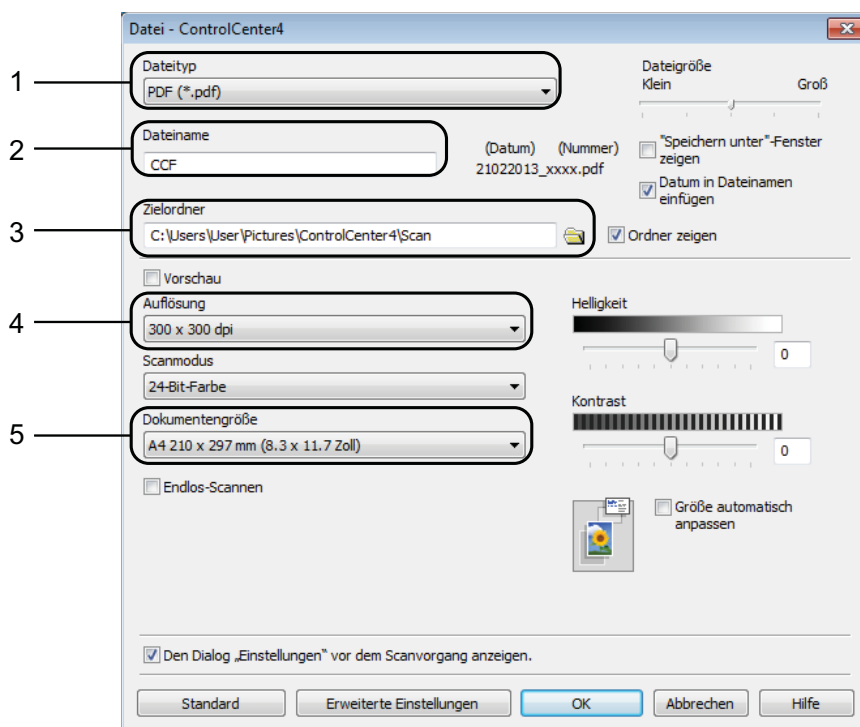 Datei - ControlCenter4
1
Dateityp
PDF (*.pdf)
Dateigröße
Klein Groß
2
Dateiname
CCF
(Datum) (Nummer)
21022013_xxxx.pdf
"Speichern unter"-Fenster
zeigen
Datum in Dateinamen
einfügen
3
Zielordner
C:\Users\User\Pictures\ControlCenter4\Scan
Ordner zeigen
Vorschau
4
Auflösung
300 x 300 dpi
Scanmodus
24-Bit-Farbe
5
Dokumentengröße
A4 210 x 297 mm (8.3 x 11.7 Zoll)
Endlos-Scannen
Helligkeit
0
Kontrast
0
Größe automatisch
anpassen
Den Dialog „Einstellungen“ vor dem Scanvorgang anzeigen.
Standard Erweiterte Einstellungen OK Abbrechen Hilfe